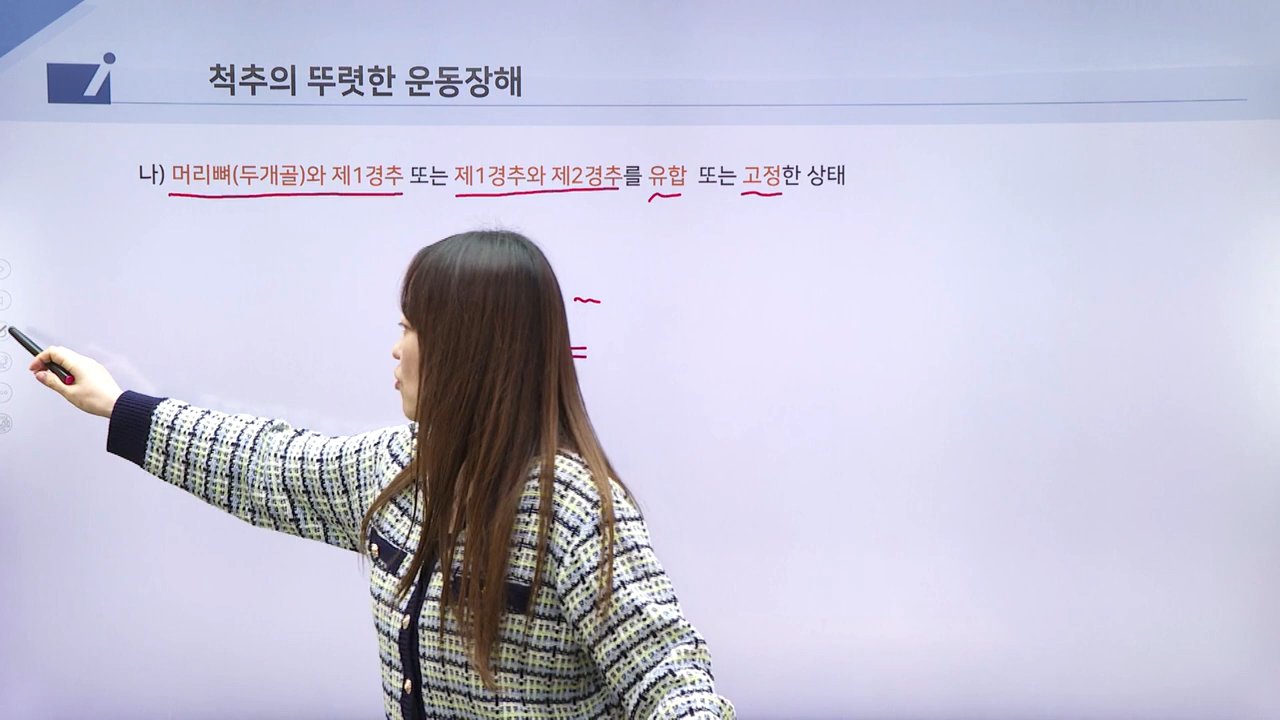 척추의 뚜렷한 운동장해
나) 머리뼈(두개골)와 제1경추 또는 제1경추와 제2경추를 유합 또는 고정한 상태